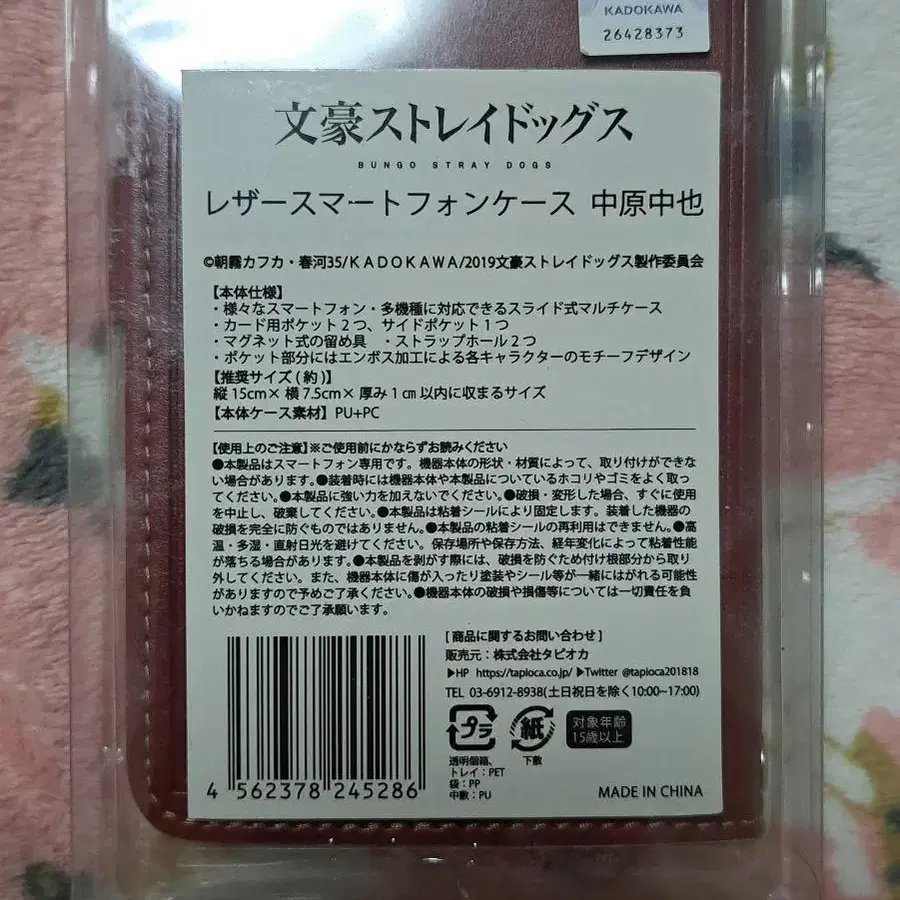 KADOKAWA
26428373
文豪ストレイドッグス
BUNGO STRAY DOGS
レザースマートフォンケース 中原中也
©朝霧カフカ・春河35/KADOKAWA/2019文豪ストレイドッグス製作委員会
【本体仕様】
・様々なスマートフォン・多機種に対応できるスライド式マルチケース
・カード用ポケット2つ、サイドポケット1つ
・マグネット式の留め具 ・ストラップホール2つ
・ポケット部分にはエンボス加工による各キャラクターのモチーフデザイン
【推奨サイズ(約)】
縦15cm×横7.5cm×厚み1㎝以内に収まるサイズ
【本体ケース素材】PU+PC
【使用上のご注意】※ご使用前にかならずお読みください
●本製品はスマートフォン専用です。機器本体の形状・材質によって、取り付けができな
い場合があります。●装着時には機器本体や本製品についているホコリやゴミをよく取っ
てください。●本製品に強い力を加えないでください。●破損・変形した場合、すぐに使用
を中止し、破棄してください。●本製品は粘着シールにより固定します。装着した機器の
破損を完全に防ぐものではありません。●本製品の粘着シールの再利用はできません。●高
温・多湿・直射日光を避けてください。保存場所や保存方法、経年変化によって粘着性能
が落ちる場合があります。●本製品を剥がす際には、破損を防ぐため付け根部分から取り
外してください。また、機器本体に傷が入ったり塗装やシール等が一緒にはがれる可能性
がありますので予めご了承ください。●機器本体の破損や損傷等については一切責任を負
いかねますのでご了承願います。
[商品に関するお問い合わせ]
販売元：株式会社タピオカ
▶HP https://tapioca.co.jp/ ▶Twitter @tapioca201818
TEL 03-6912-8938(土日祝日を除く10:00~17:00)
プラ
紙
対象年齢
15歳以上
透明個箱、
トレイ：PET
袋：PP
中敷：PU
下敷
4 562378 245286
MADE IN CHINA